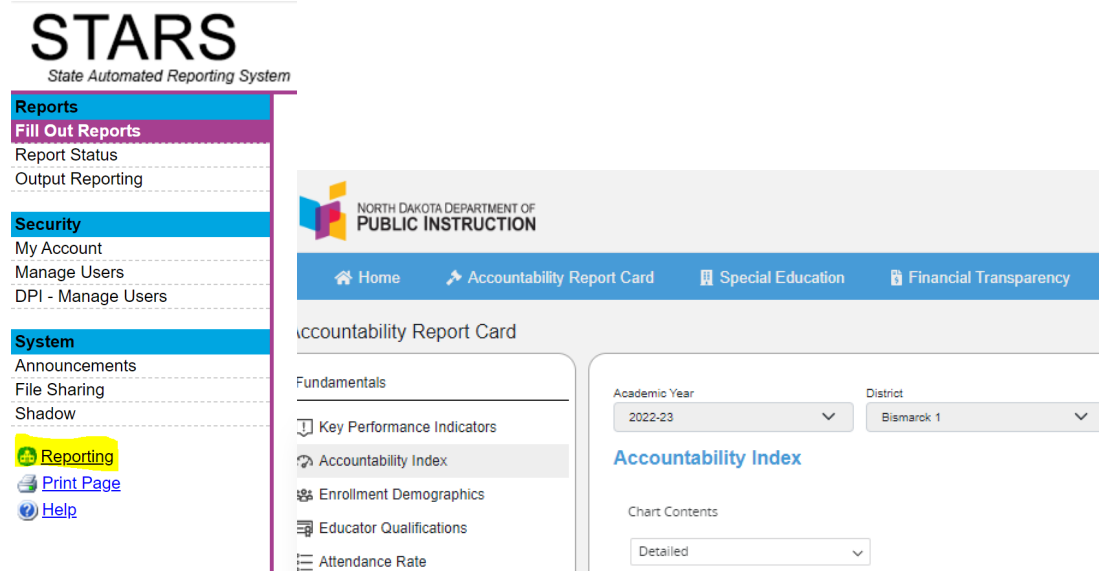 STARS
State Automated Reporting System
Reports
Fill Out Reports
Report Status
Output Reporting
Security
My Account
Manage Users
DPI - Manage Users
System
Announcements
File Sharing
Shadow
Reporting
Print Page
Help
NORTH DAKOTA DEPARTMENT OF
PUBLIC INSTRUCTION
Home Accountability Report Card Special Education Financial Transparency
Accountability Report Card
Fundamentals
Key Performance Indicators
Accountability Index
Enrollment Demographics
Educator Qualifications
Attendance Rate
Academic Year District
2022-23 Bismarck 1
Accountability Index
Chart Contents
Detailed